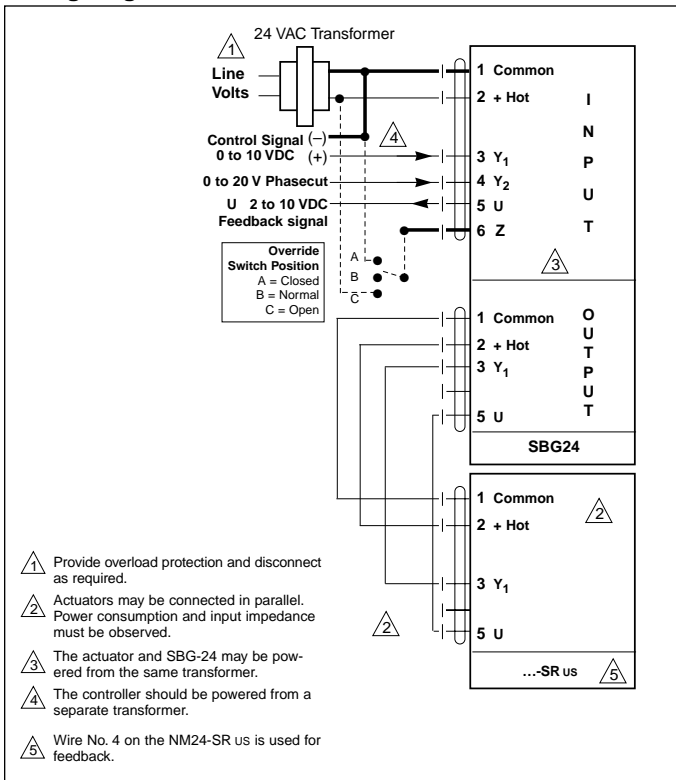 24 VAC Transformer
1
Line
Volts
Control Signal (–)
0 to 10 VDC (+)
4
0 to 20 V Phasecut
U 2 to 10 VDC
Feedback signal
Override
Switch Position
A = Closed
B = Normal
C = Open
A
B
C
1 Common
2 + Hot
3 Y1
4 Y2
5 U
6 Z
INPUT
3
1 Common
2 + Hot
3 Y1
5 U
OUTPUT
SBG24
1 Common
2 + Hot
2
3 Y1
5 U
2
...-SR US
5
1 Provide overload protection and disconnect
as required.
2 Actuators may be connected in parallel.
Power consumption and input impedance
must be observed.
3 The actuator and SBG-24 may be pow-
ered from the same transformer.
4 The controller should be powered from a
separate transformer.
5 Wire No. 4 on the NM24-SR US is used for
feedback.